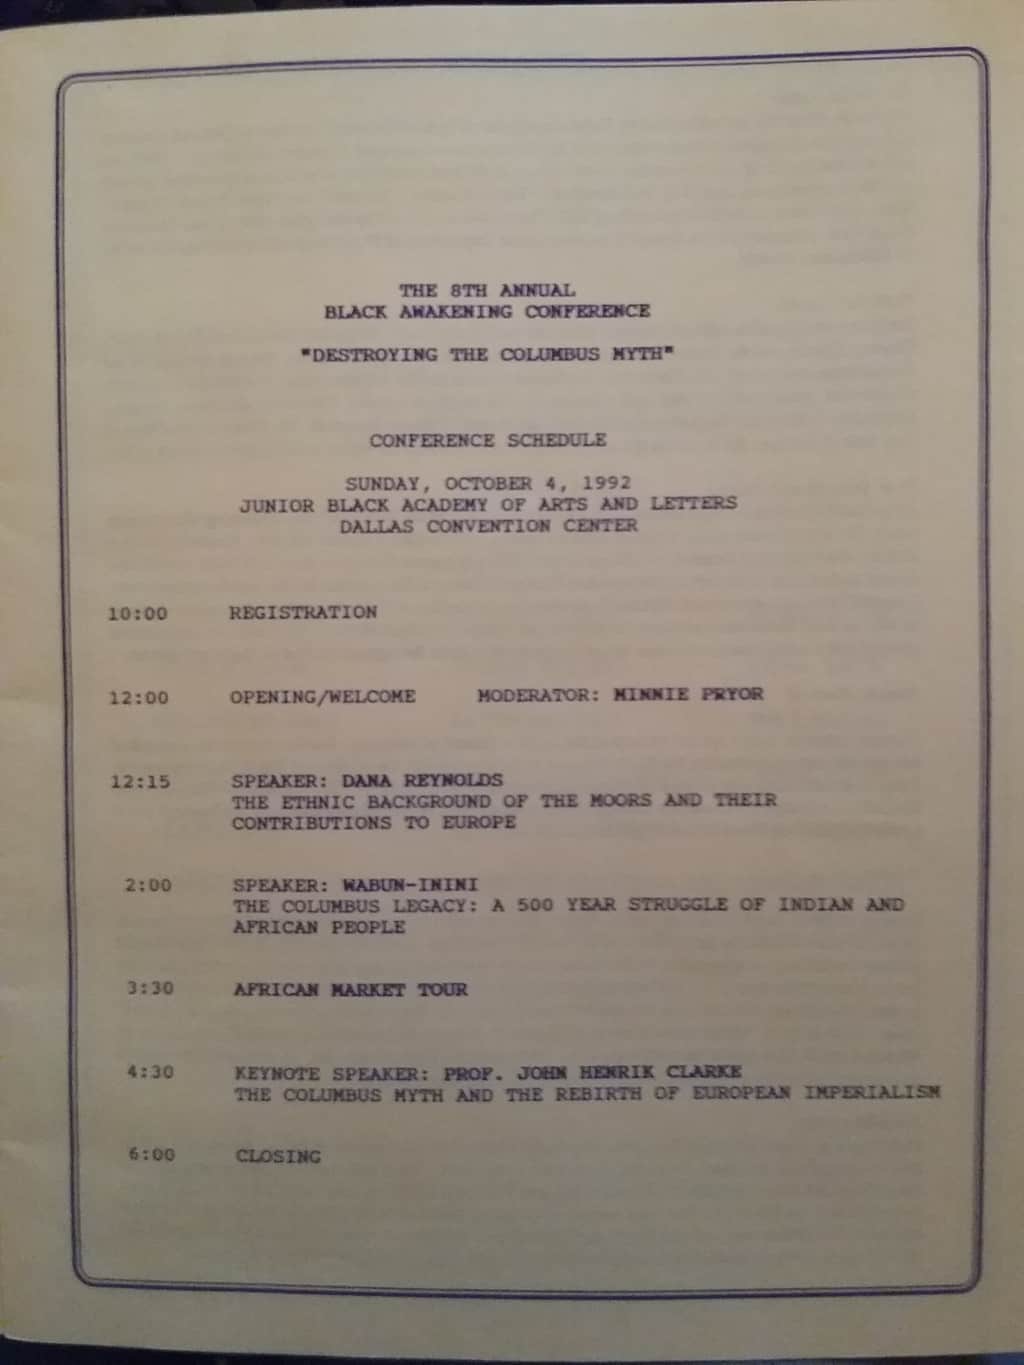 THE 8TH ANNUAL
BLACK AWAKENING CONFERENCE
"DESTROYING THE COLUMBUS MYTH"
CONFERENCE SCHEDULE
SUNDAY, OCTOBER 4, 1992
JUNIOR BLACK ACADEMY OF ARTS AND LETTERS
DALLAS CONVENTION CENTER
10:00 REGISTRATION
12:00 OPENING/WELCOME MODERATOR: MINNIE PRYOR
12:15 SPEAKER: DANA REYNOLDS
THE ETHNIC BACKGROUND OF THE MOORS AND THEIR
CONTRIBUTIONS TO EUROPE
2:00 SPEAKER: WABUN-ININI
THE COLUMBUS LEGACY: A 500 YEAR STRUGGLE OF INDIAN AND
AFRICAN PEOPLE
3:30 AFRICAN MARKET TOUR
4:30 KEYNOTE SPEAKER: PROF. JOHN HENRIK CLARKE
THE COLUMBUS MYTH AND THE REBIRTH OF EUROPEAN IMPERIALISM
6:00 CLOSING